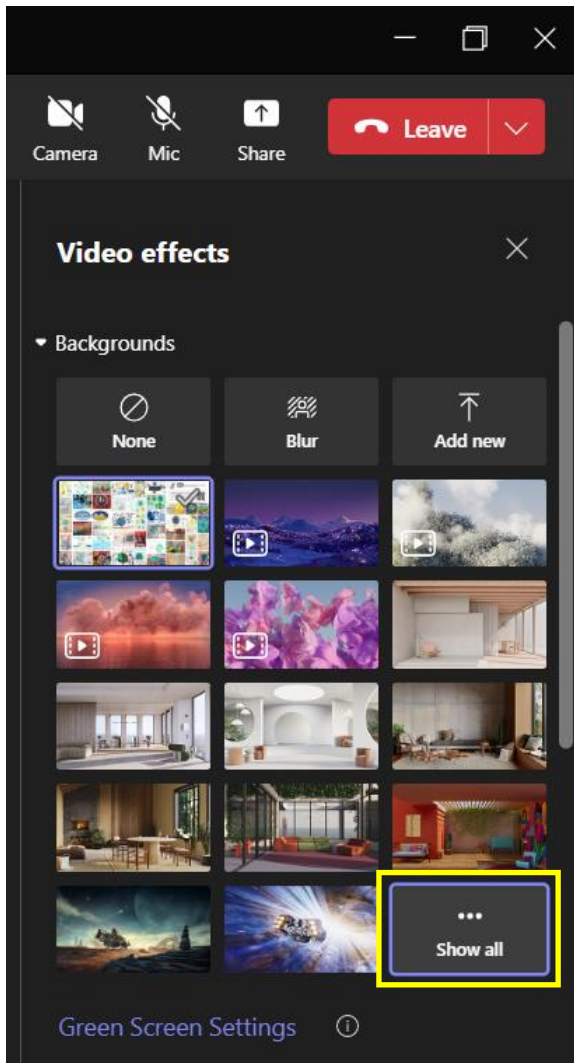 Camera Mic Share Leave
Video effects
Backgrounds
None Blur Add new
Show all
Green Screen Settings